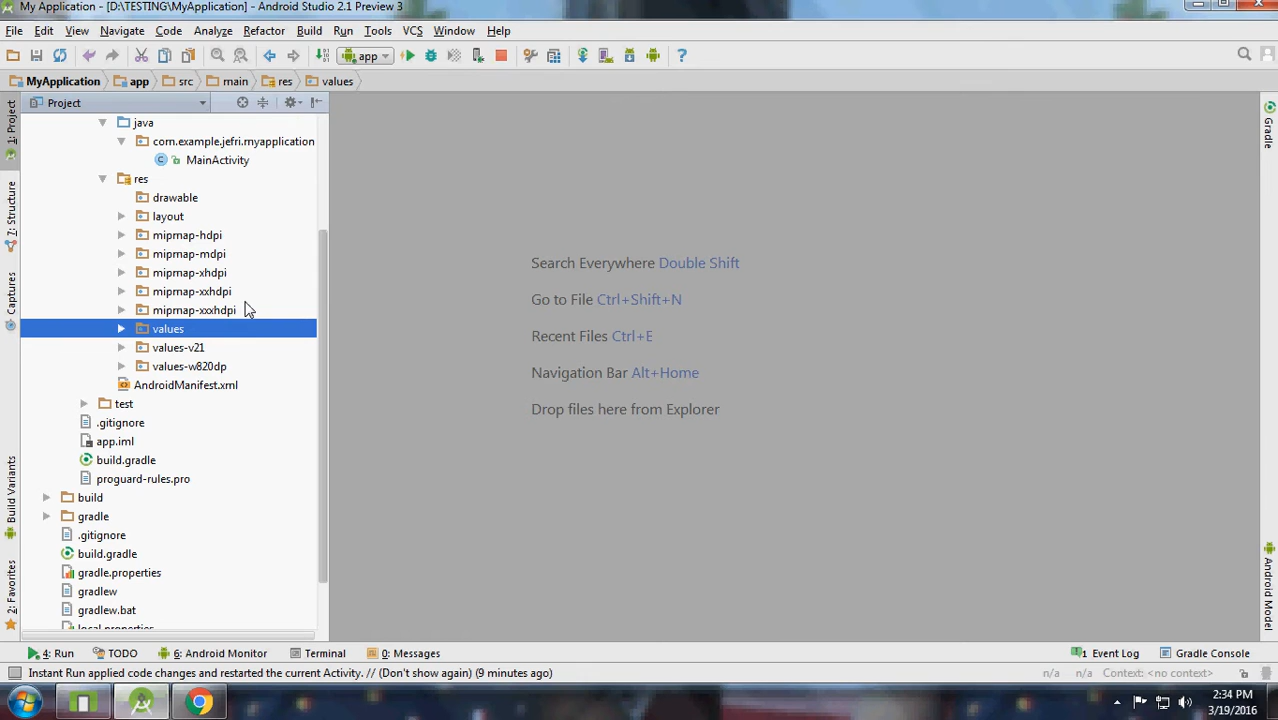 My Application - [D:\TESTING\MyApplication] - Android Studio 2.1 Preview 3
File Edit View Navigate Code Analyze Refactor Build Run Tools VCS Window Help
app
MyApplication app src main res values
1: Project
7: Structure
Captures
Build Variants
2: Favorites
Project
java
com.example.jefri.myapplication
MainActivity
res
drawable
layout
mipmap-hdpi
mipmap-mdpi
mipmap-xhdpi
mipmap-xxhdpi
mipmap-xxxhdpi
values
values-v21
values-w820dp
AndroidManifest.xml
test
.gitignore
app.iml
build.gradle
proguard-rules.pro
build
gradle
.gitignore
build.gradle
gradle.properties
gradlew
gradlew.bat
local.properties
Search Everywhere Double Shift
Go to File Ctrl+Shift+N
Recent Files Ctrl+E
Navigation Bar Alt+Home
Drop files here from Explorer
Gradle
Android Model
4: Run TODO 6: Android Monitor Terminal 0: Messages 1 Event Log Gradle Console
Instant Run applied code changes and restarted the current Activity. // (Don't show again) (9 minutes ago) n/a n/a Context: <no context>
2:34 PM
3/19/2016